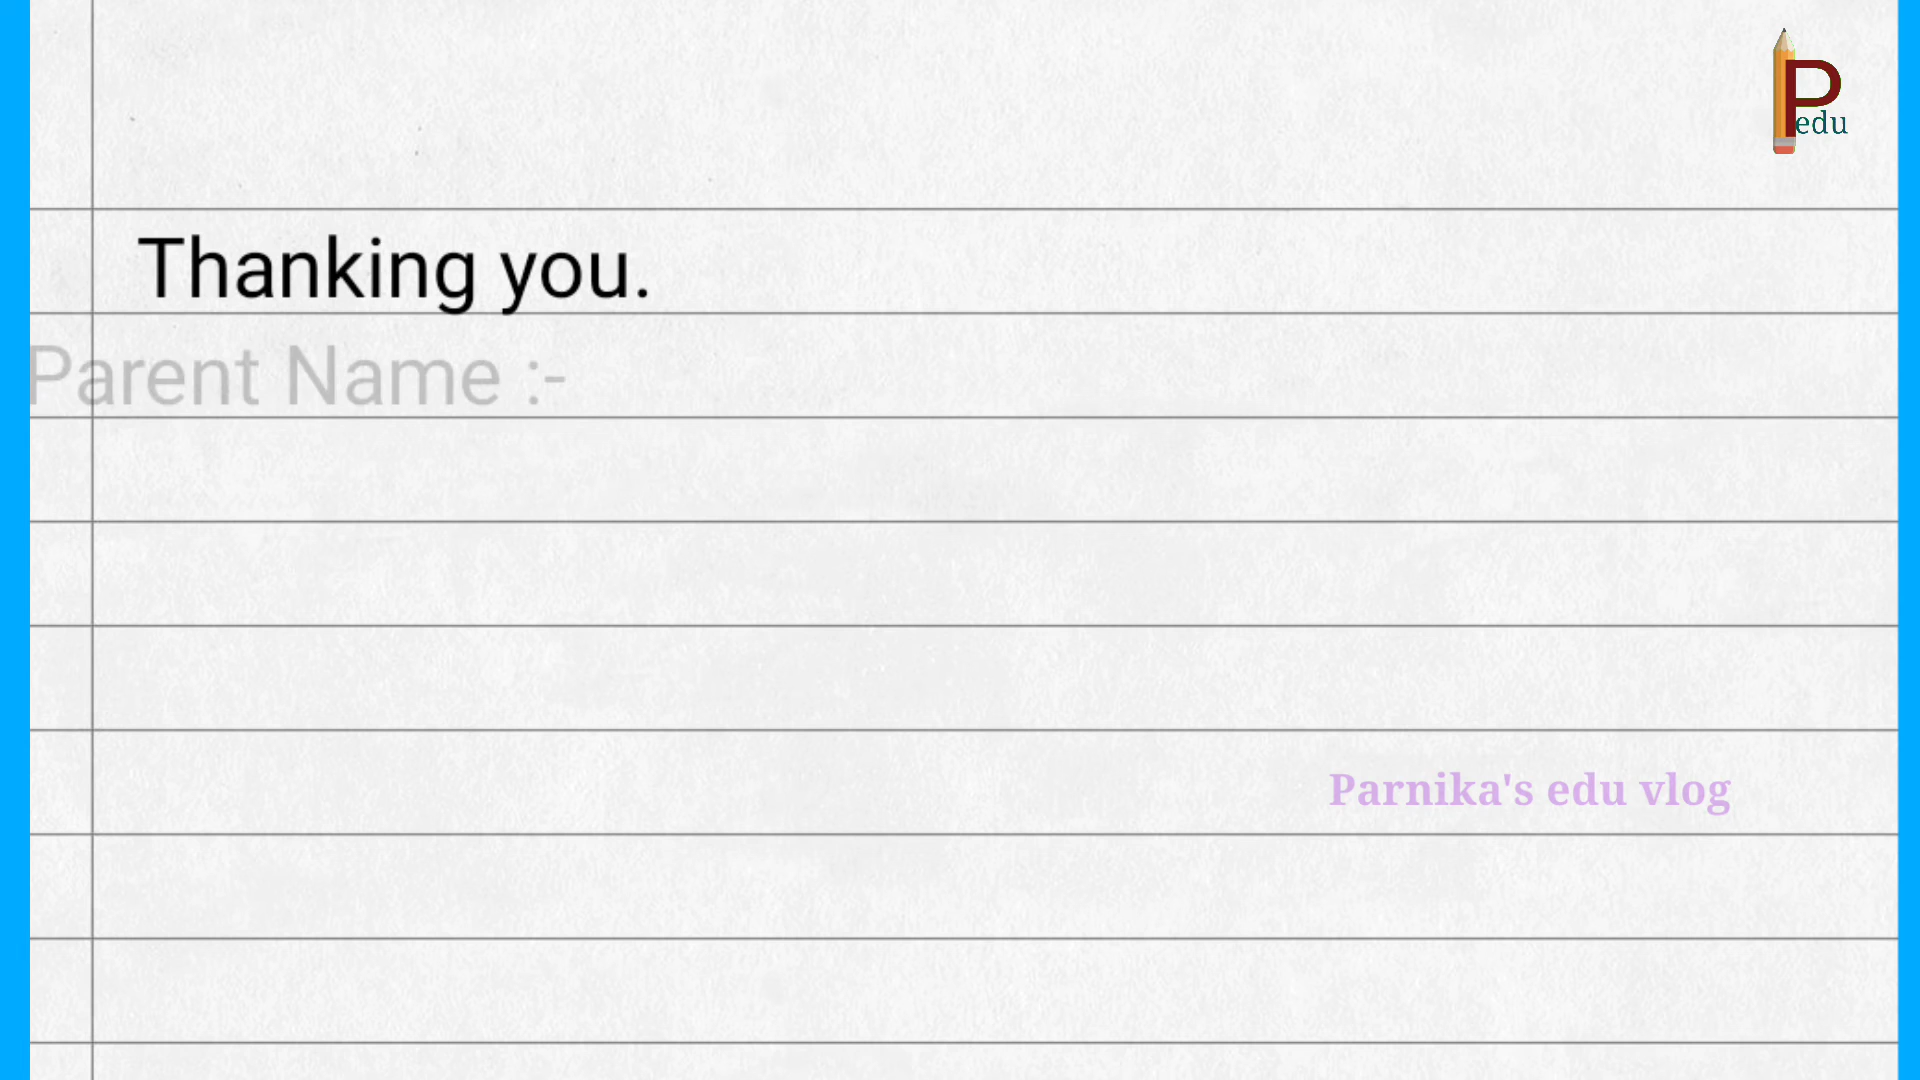 P
edu
Thanking you.
Parent Name :-
Parnika's edu vlog